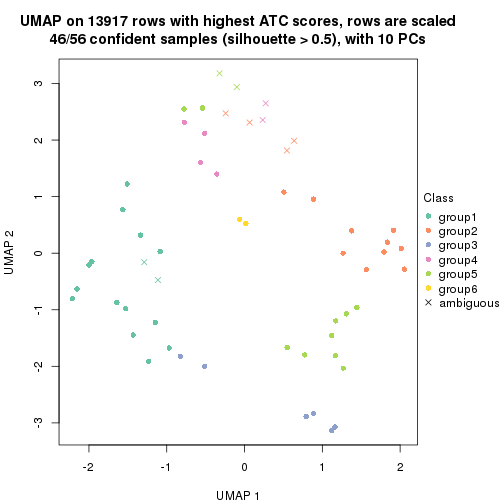 UMAP on 13917 rows with highest ATC scores, rows are scaled
46/56 confident samples (silhouette > 0.5), with 10 PCs
3
2
1
0
-1
-2
-3
UMAP 2
-2
-1
0
1
2
UMAP 1
Class
group1
group2
group3
group4
group5
group6
ambiguous